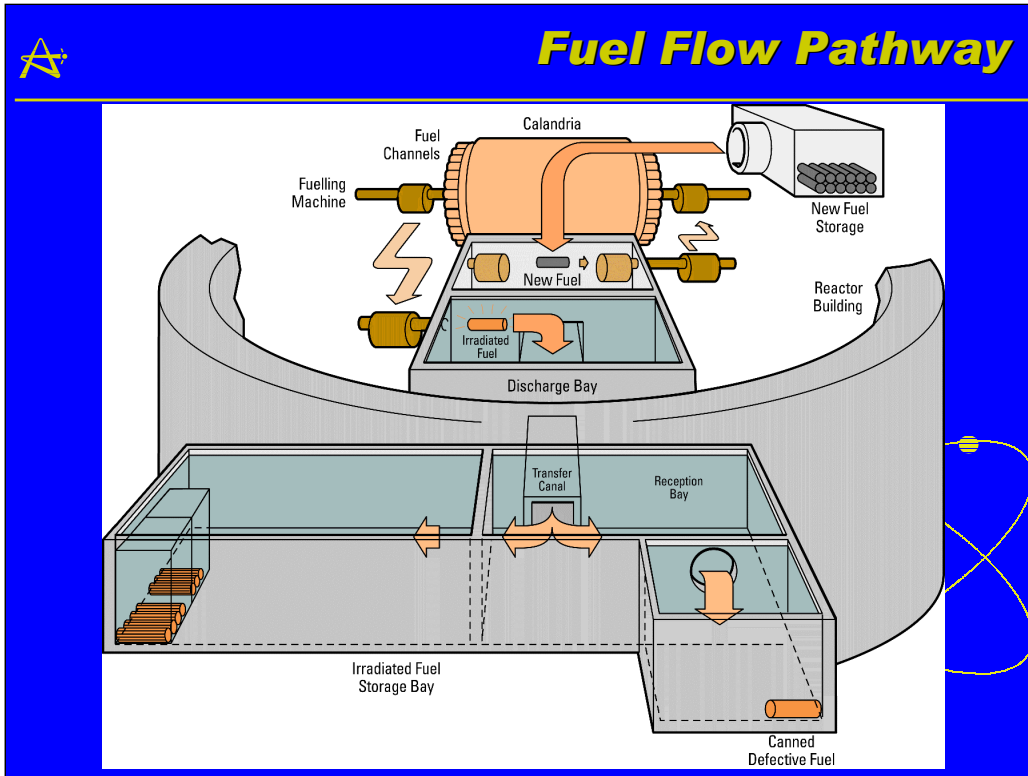 Fuel Flow Pathway
Calandria
Fuel
Channels
Fuelling
Machine
New Fuel
Storage
New Fuel
Reactor
Building
Irradiated
Fuel
Discharge Bay
Transfer
Canal
Reception
Bay
Irradiated Fuel
Storage Bay
Canned
Defective Fuel